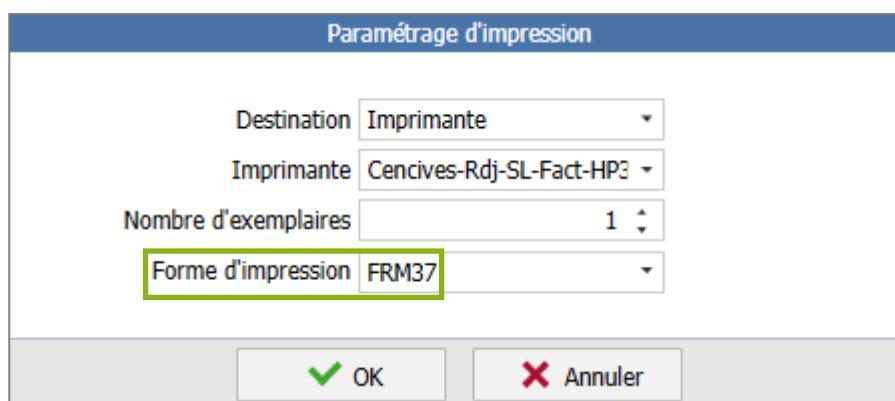 Paramétrage d'impression
Destination Imprimante
Imprimante Cencives-Rdj-SL-Fact-HP3
Nombre d'exemplaires 1
Forme d'impression FRM37
OK Annuler